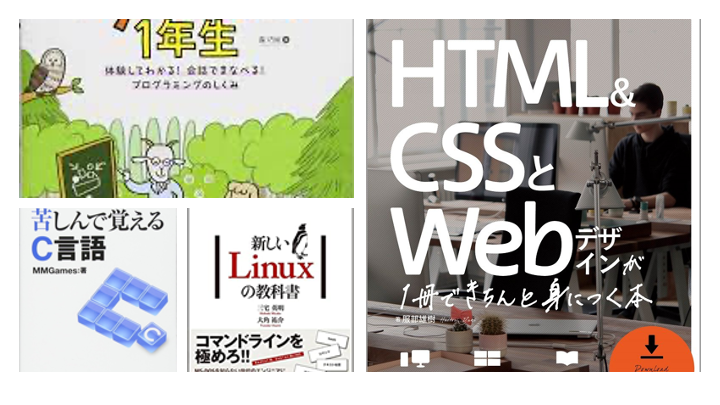 1年生
体験してわかる！会話でまなべる！
プログラミングのしくみ
苦しんで覚える
C言語
MMGames:著
C
新しい
Linux
の教科書
三宅 英明
大角 祐介
コマンドラインを
極めろ!!
HTML&
CSSと
Webデザ
インが
1冊できちんと身につく本
服部雄樹
Download